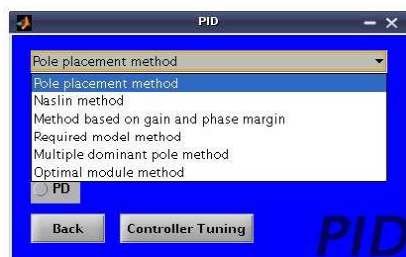 PID
Pole placement method
Pole placement method
Naslin method
Method based on gain and phase margin
Required model method
Multiple dominant pole method
Optimal module method
PD
Back
Controller Tuning
PID